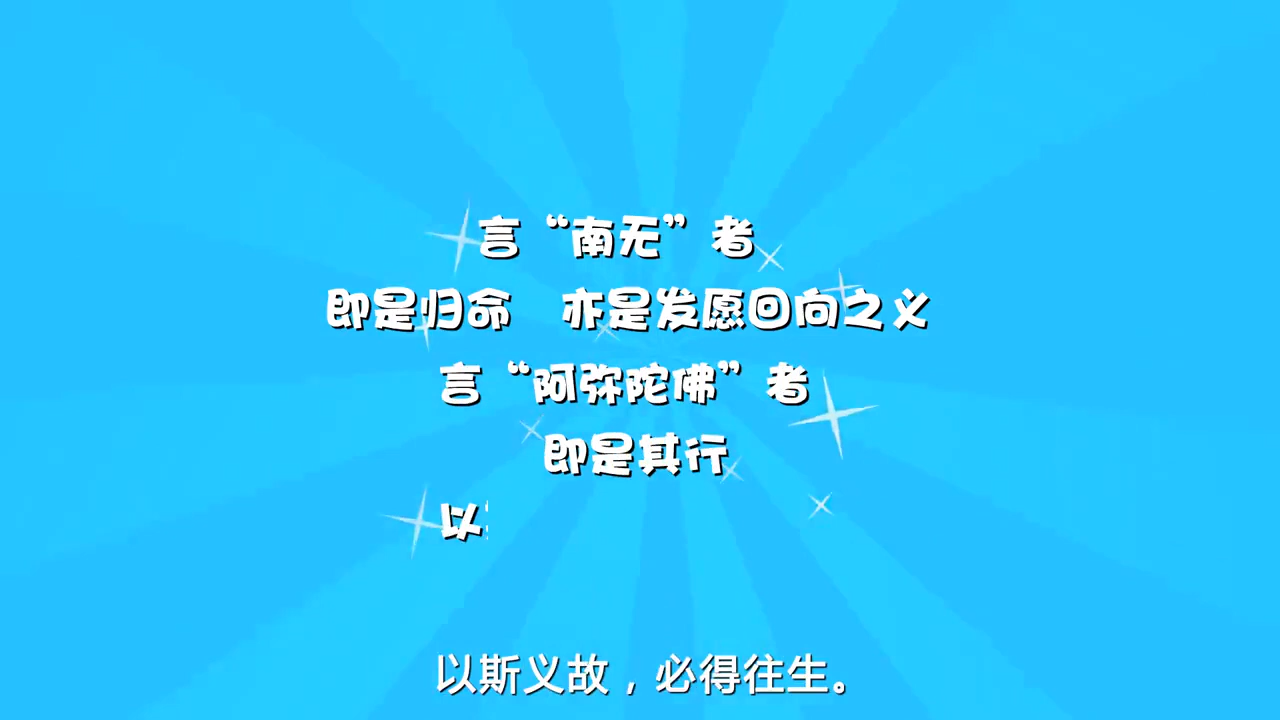 言“南无”者
即是归命 亦是发愿回向之义
言“阿弥陀佛”者
即是其行
以
以斯义故，必得往生。